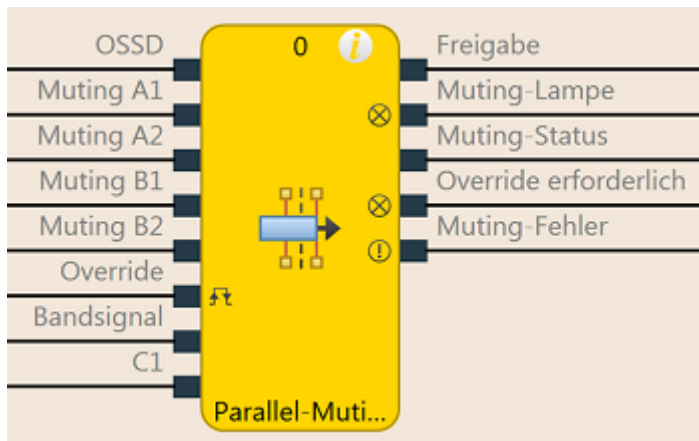 OSSD
0
i
Freigabe
Muting A1
Muting-Lampe
Muting A2
Muting-Status
Muting B1
Override erforderlich
Muting B2
Muting-Fehler
Override
Bandsignal
C1
Parallel-Muti...